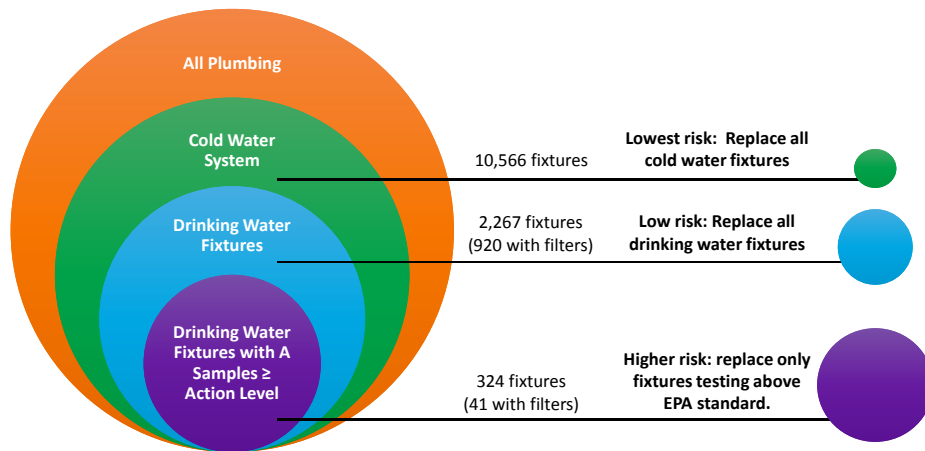 All Plumbing
Cold Water
System
10,566 fixtures
Lowest risk:  Replace all
cold water fixtures
Drinking Water
Fixtures
2,267 fixtures
(920 with filters)
Low risk: Replace all
drinking water fixtures
Drinking Water
Fixtures with A
Samples ≥
Action Level
324 fixtures
(41 with filters)
Higher risk: replace only
fixtures testing above
EPA standard.